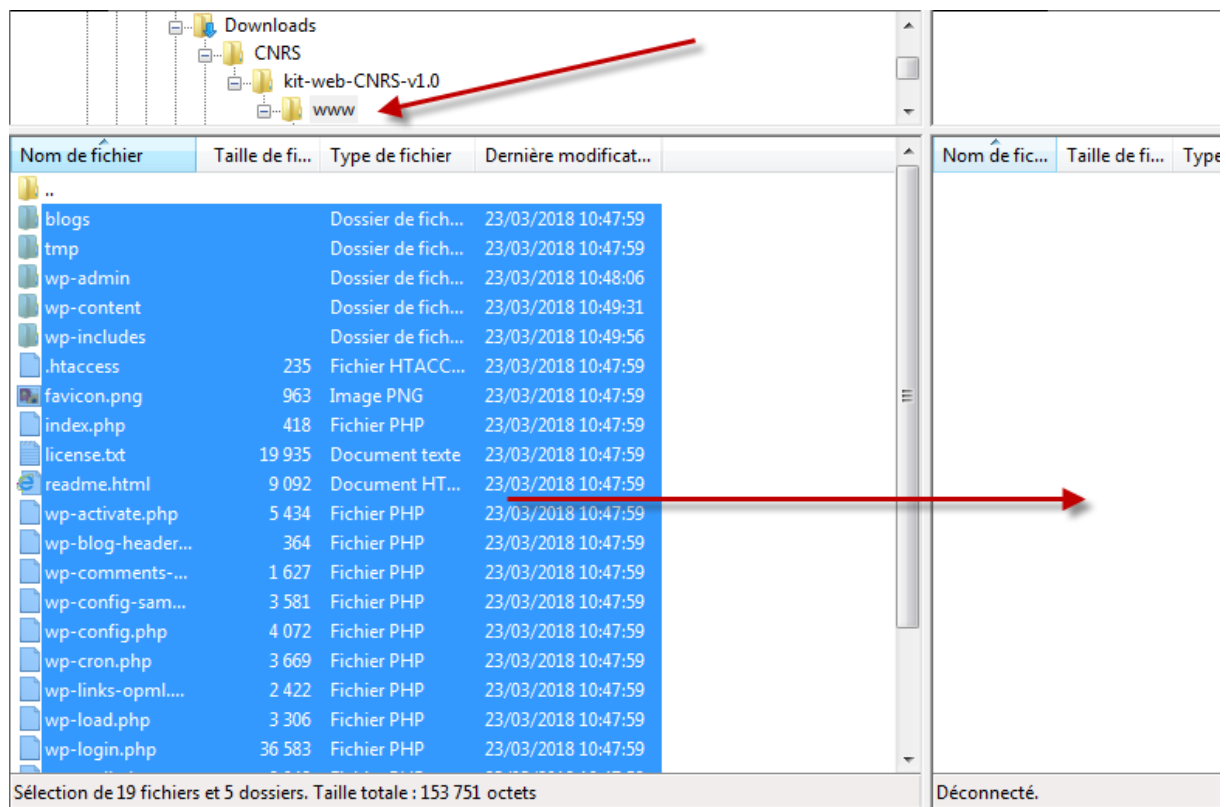 Downloads
CNRS
kit-web-CNRS-v1.0
www
Nom de fichier Taille de fi... Type de fichier Dernière modificat...
..
blogs Dossier de fich... 23/03/2018 10:47:59
tmp Dossier de fich... 23/03/2018 10:47:59
wp-admin Dossier de fich... 23/03/2018 10:48:06
wp-content Dossier de fich... 23/03/2018 10:49:31
wp-includes Dossier de fich... 23/03/2018 10:49:56
.htaccess 235 Fichier HTACC... 23/03/2018 10:47:59
favicon.png 963 Image PNG 23/03/2018 10:47:59
index.php 418 Fichier PHP 23/03/2018 10:47:59
license.txt 19 935 Document texte 23/03/2018 10:47:59
readme.html 9 092 Document HT... 23/03/2018 10:47:59
wp-activate.php 5 434 Fichier PHP 23/03/2018 10:47:59
wp-blog-header... 364 Fichier PHP 23/03/2018 10:47:59
wp-comments-... 1 627 Fichier PHP 23/03/2018 10:47:59
wp-config-sam... 3 581 Fichier PHP 23/03/2018 10:47:59
wp-config.php 4 072 Fichier PHP 23/03/2018 10:47:59
wp-cron.php 3 669 Fichier PHP 23/03/2018 10:47:59
wp-links-opml.... 2 422 Fichier PHP 23/03/2018 10:47:59
wp-load.php 3 306 Fichier PHP 23/03/2018 10:47:59
wp-login.php 36 583 Fichier PHP 23/03/2018 10:47:59
Sélection de 19 fichiers et 5 dossiers. Taille totale : 153 751 octets
Nom de fic... Taille de fi... Type
Déconnecté.